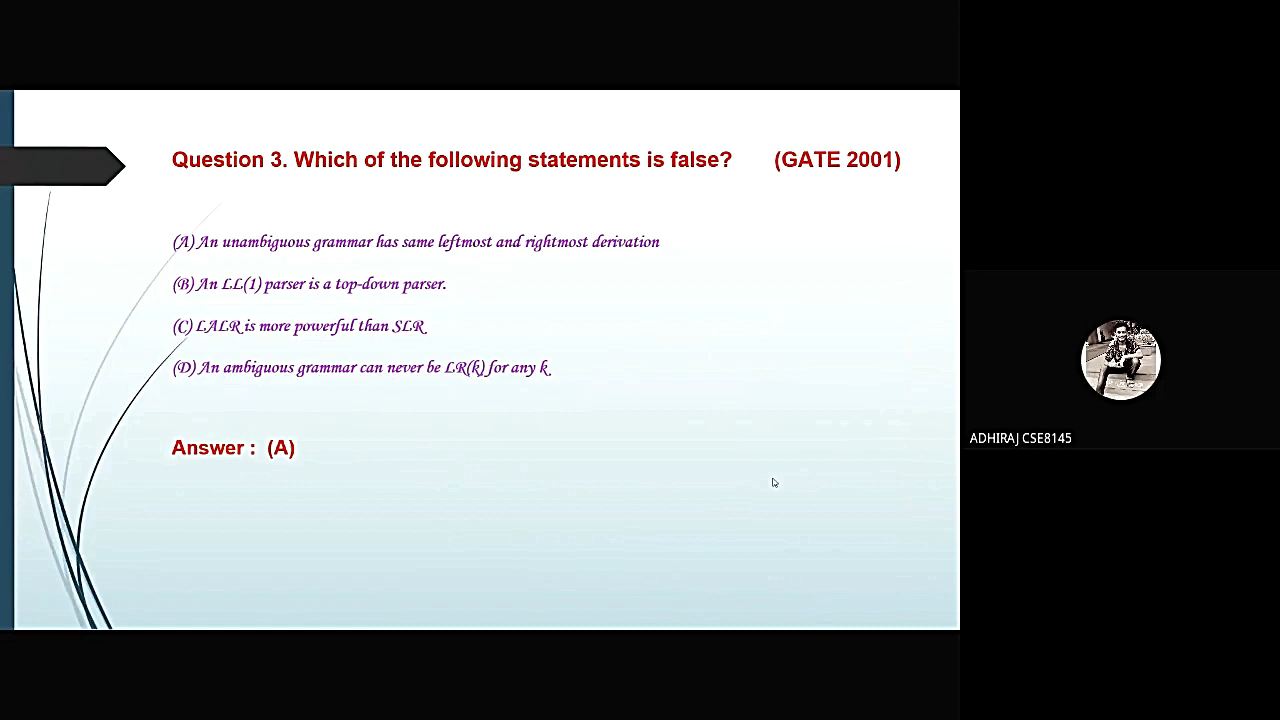 Question 3. Which of the following statements is false? (GATE 2001)
(A) An unambiguous grammar has same leftmost and rightmost derivation
(B) An LL(1) parser is a top-down parser.
(C) LALR is more powerful than SLR
(D) An ambiguous grammar can never be LR(k) for any k.
Answer : (A)
ADHIRAJ CSE8145